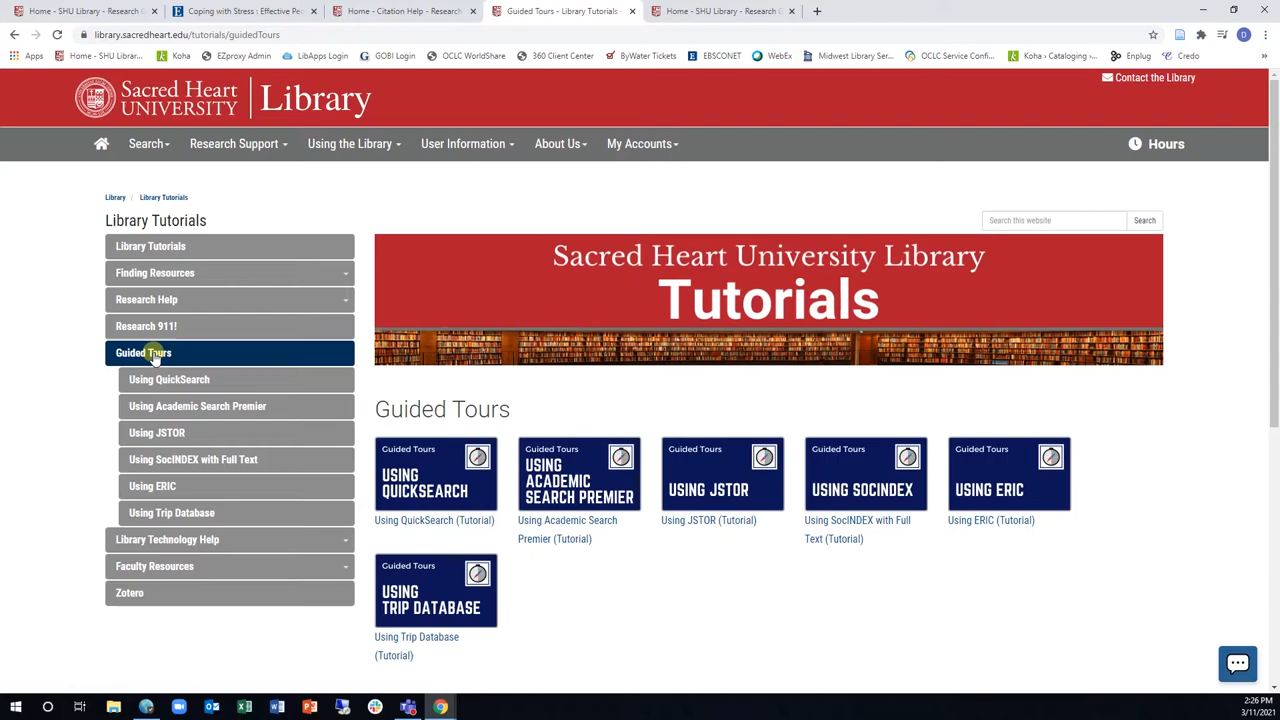 Home - SHU Library - Research G
Coping with Stress : Effective Pe
Home - Citation Help - Research
Guided Tours - Library Tutorials
Home - SHU Library - Research G
library.sacredheart.edu/tutorials/guidedTours
D
Apps
Home - SHU Librar...
Koha
EZproxy Admin
LibApps Login
GOBI Login
OCLC WorldShare
360 Client Center
ByWater Tickets
EBSCONET
WebEx
Midwest Library Ser...
OCLC Service Confi...
Koha › Cataloging ›...
Enplug
Credo
»
Sacred Heart
UNIVERSITY
Library
Contact the Library
Search
Research Support
Using the Library
User Information
About Us
My Accounts
Hours
Library / Library Tutorials
Library Tutorials
Search this website
Search
Library Tutorials
Finding Resources
Research Help
Research 911!
Guided Tours
Using QuickSearch
Using Academic Search Premier
Using JSTOR
Using SocINDEX with Full Text
Using ERIC
Using Trip Database
Library Technology Help
Faculty Resources
Zotero
Sacred Heart University Library
Tutorials
Guided Tours
Guided Tours
USING
QUICKSEARCH
Using QuickSearch (Tutorial)
Guided Tours
USING
ACADEMIC
SEARCH PREMIER
Using Academic Search
Premier (Tutorial)
Guided Tours
USING JSTOR
Using JSTOR (Tutorial)
Guided Tours
USING SOCINDEX
Using SocINDEX with Full
Text (Tutorial)
Guided Tours
USING ERIC
Using ERIC (Tutorial)
Guided Tours
USING
TRIP DATABASE
Using Trip Database
(Tutorial)
2:26 PM
3/11/2021